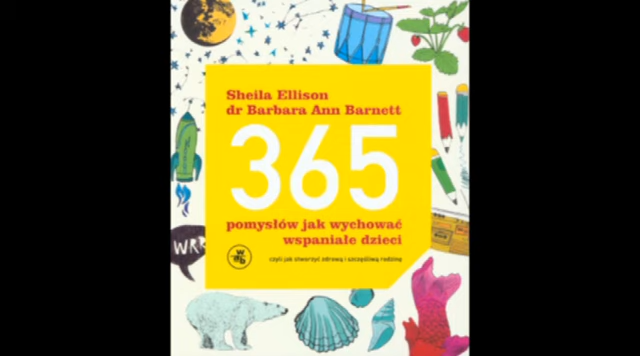 Sheila Ellison
dr Barbara Ann Barnett
365
pomysłów jak wychować
wspaniałe dzieci
czyli jak stworzyć zdrową i szczęśliwą rodzinę
w
ab
WRR